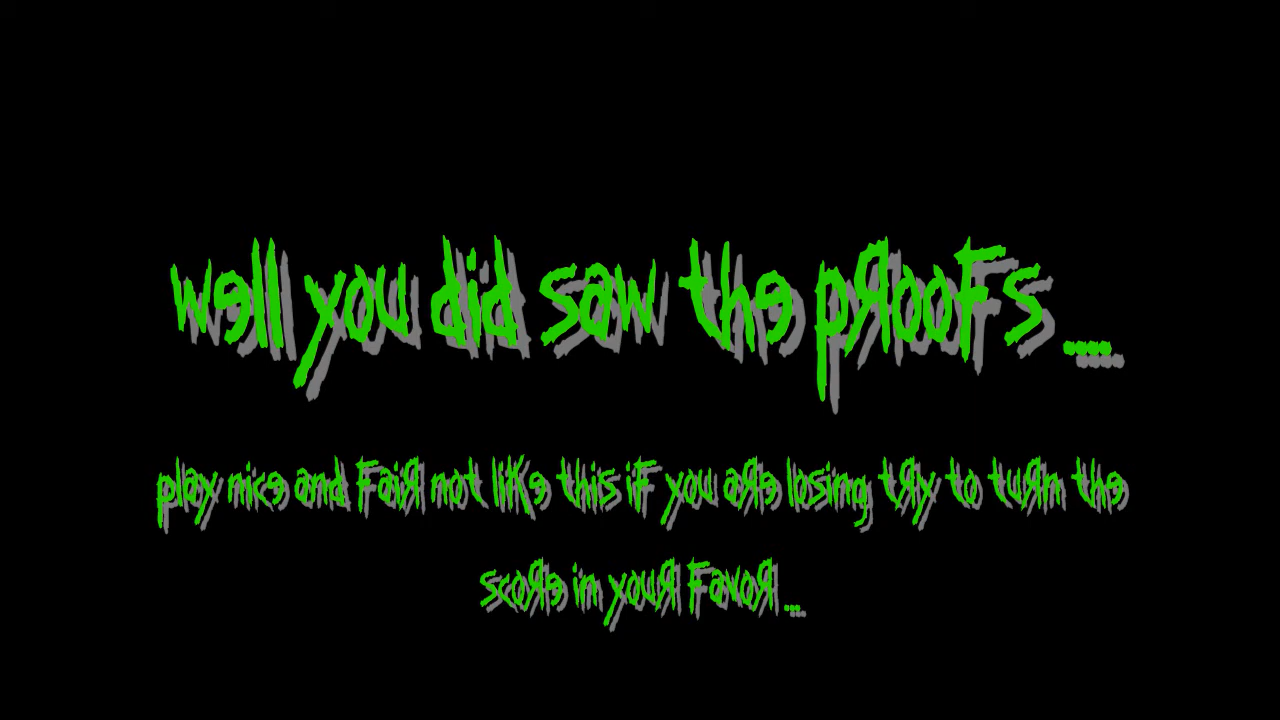 well you did saw the pRooFs ....
play nice and FaiR not liKe this iF you aRe losing tRy to tuRn the
scoRe in youR FavoR ...